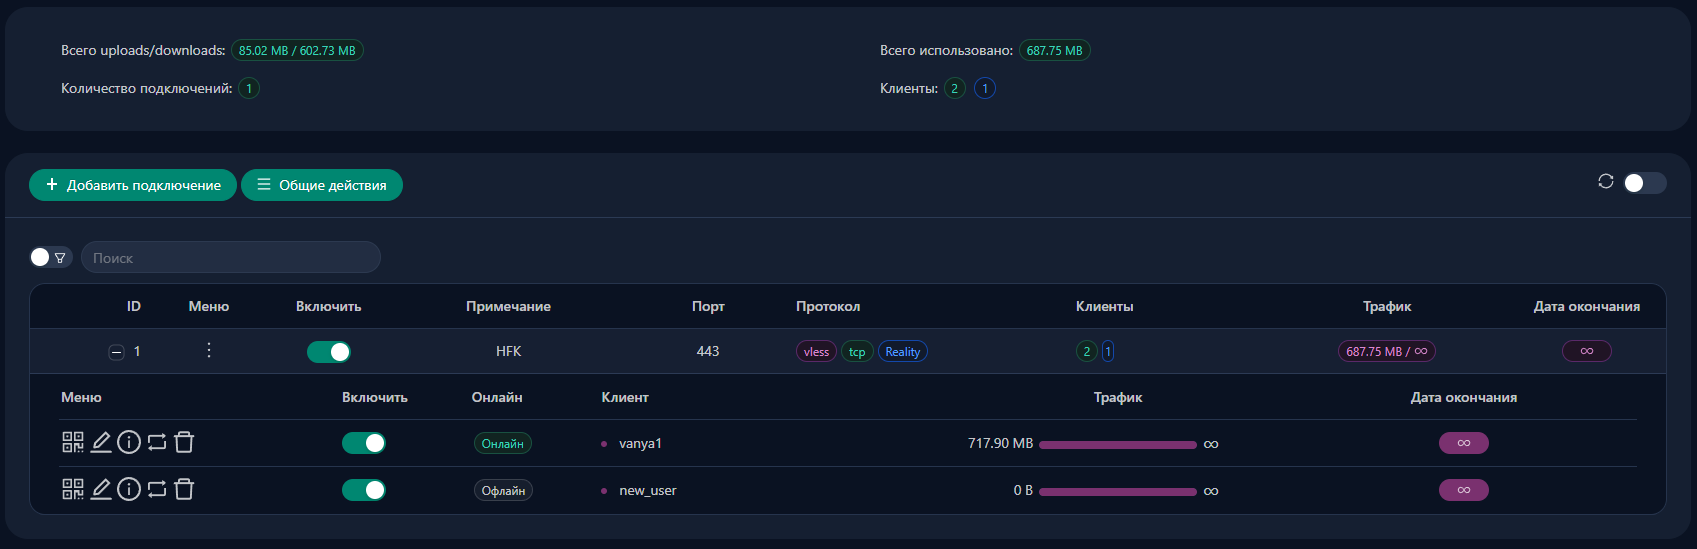 Всего uploads/downloads: 85.02 MB / 602.73 MB
Всего использовано: 687.75 MB
Количество подключений: 1
Клиенты: 2 1
Добавить подключение Общие действия
Поиск
ID Меню Включить Примечание Порт Протокол Клиенты Трафик Дата окончания
1 HFK 443 vless tcp Reality 2 1 687.75 MB / ∞ ∞
Меню Включить Онлайн Клиент Трафик Дата окончания
Онлайн vanya1 717.90 MB ∞ ∞
Офлайн new_user 0 B ∞ ∞